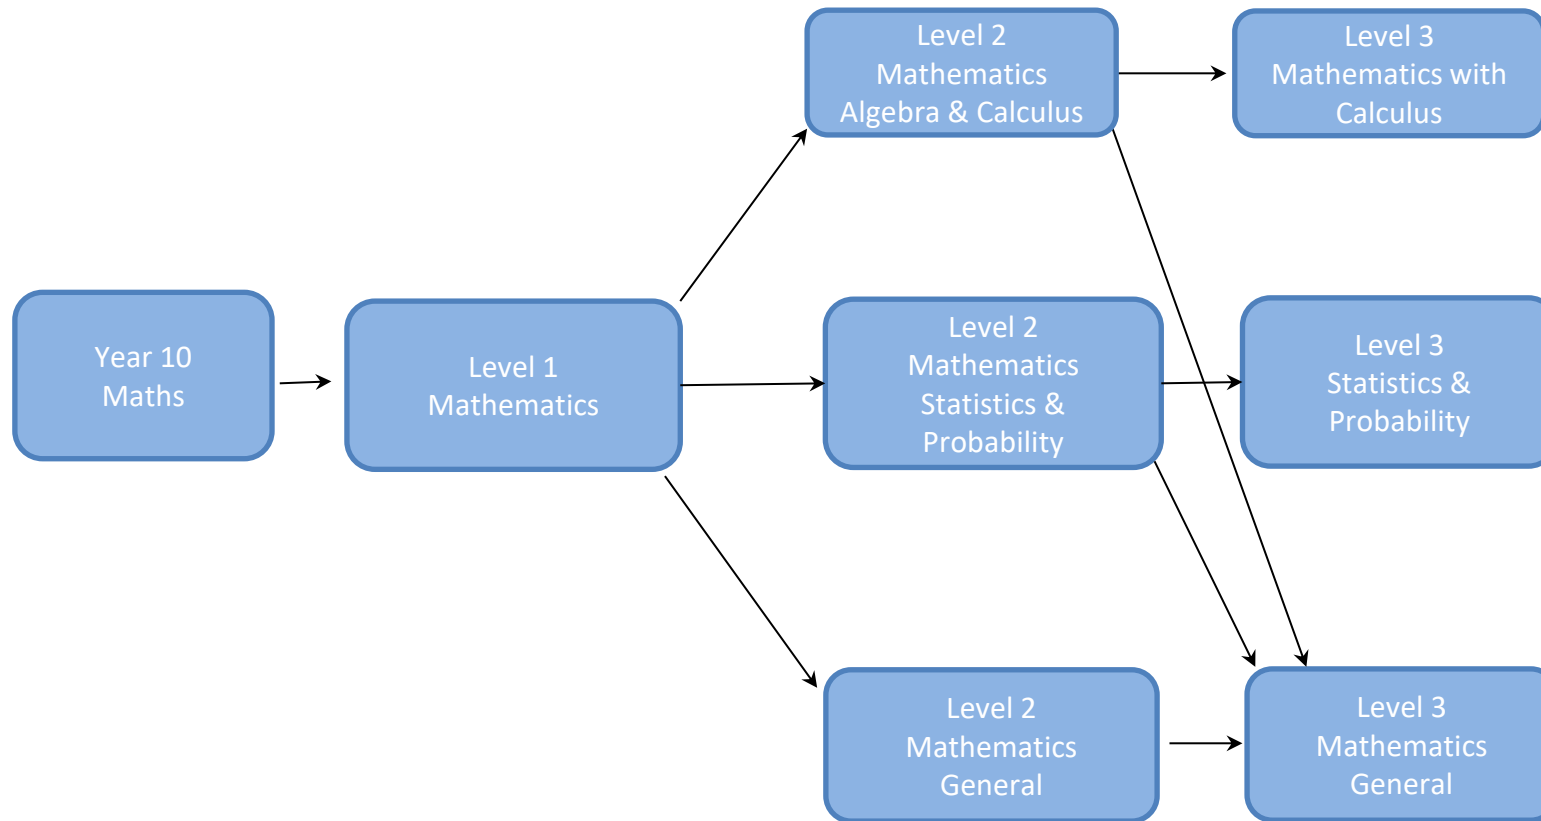 Year 10
Maths
Level 1
Mathematics
Level 2
Mathematics
Algebra & Calculus
Level 3
Mathematics with
Calculus
Level 2
Mathematics
Statistics &
Probability
Level 3
Statistics &
Probability
Level 2
Mathematics
General
Level 3
Mathematics
General